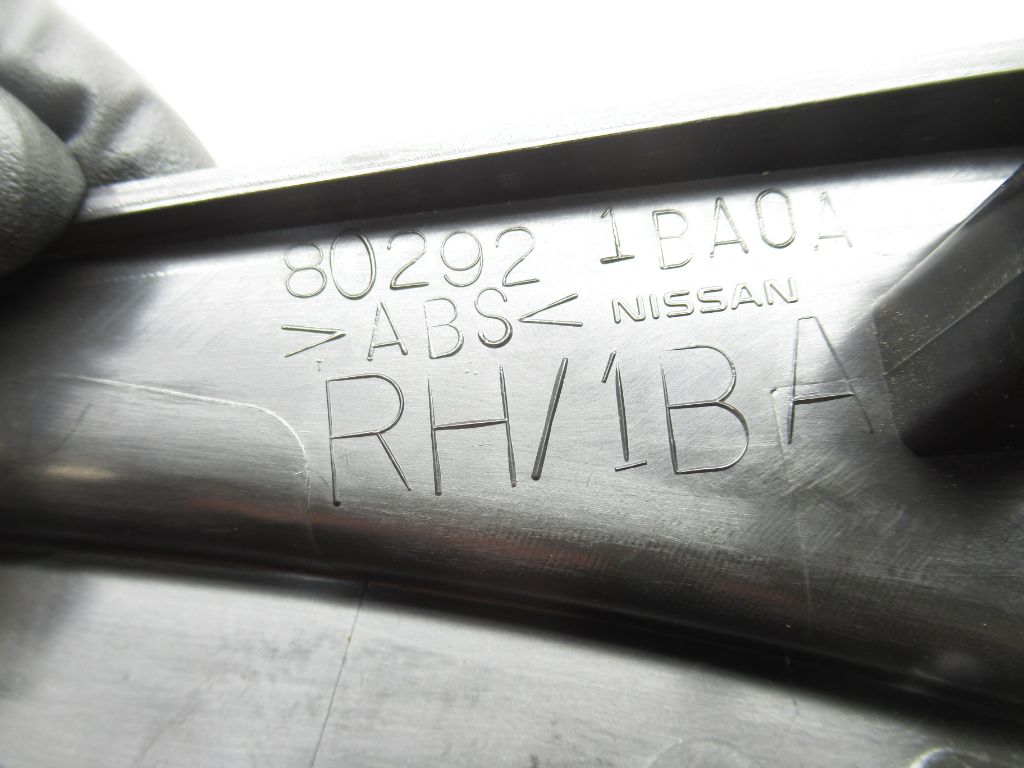 80292 1BA0A
>ABS< NISSAN
RH/1BA